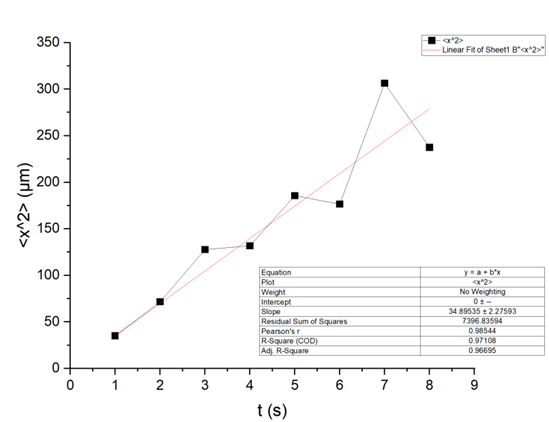 <x^2>
Linear Fit of Sheet1 B"<x^2>"
350
300
250
200
150
100
50
0
<x^2> (μm)
0 1 2 3 4 5 6 7 8 9
t (s)
Equation y = a + b*x
Plot <x^2>
Weight No Weighting
Intercept 0 ± --
Slope 34.89535 ± 2.27593
Residual Sum of Squares 7396.83594
Pearson's r 0.98544
R-Square (COD) 0.97108
Adj. R-Square 0.96695